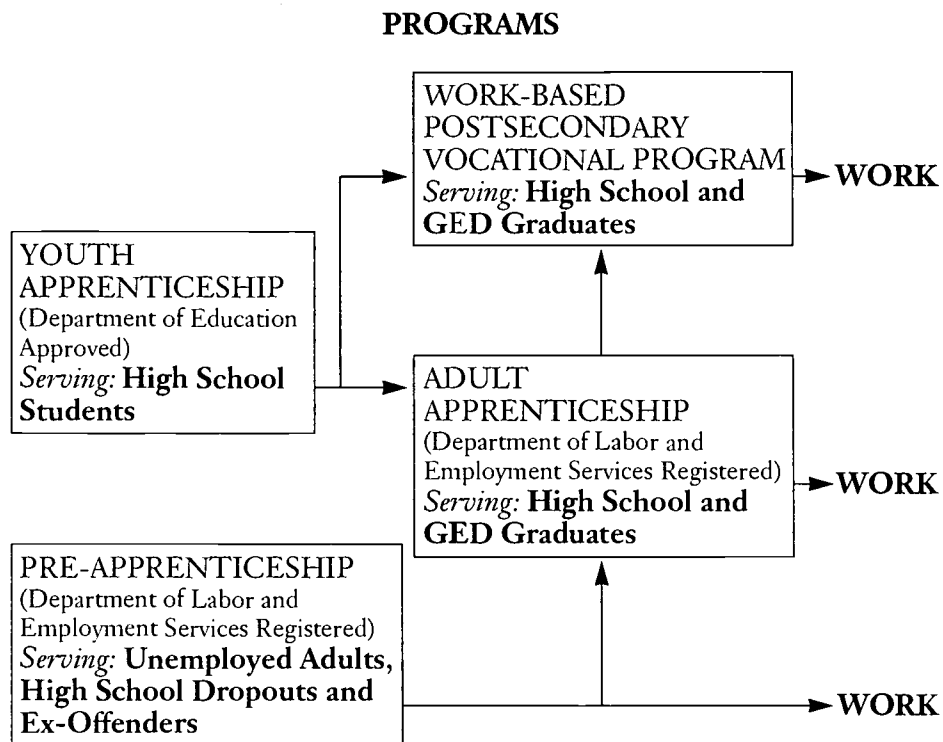 PROGRAMS
WORK-BASED
POSTSECONDARY
VOCATIONAL PROGRAM
Serving: High School and
GED Graduates
WORK
YOUTH
APPRENTICESHIP
(Department of Education
Approved)
Serving: High School
Students
ADULT
APPRENTICESHIP
(Department of Labor and
Employment Services Registered)
Serving: High School and
GED Graduates
WORK
PRE-APPRENTICESHIP
(Department of Labor and
Employment Services Registered)
Serving: Unemployed Adults,
High School Dropouts and
Ex-Offenders
WORK